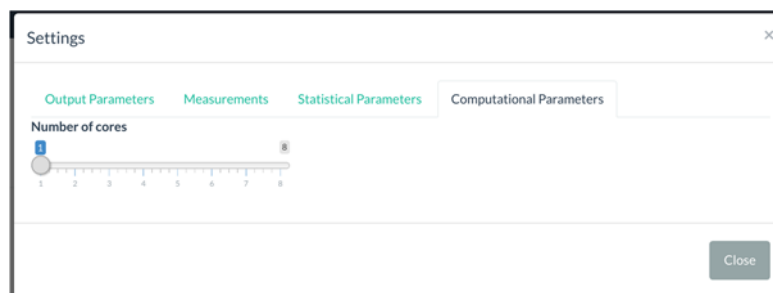 Settings ×
Output Parameters Measurements Statistical Parameters Computational Parameters
Number of cores
1 8
1 2 3 4 5 6 7 8
Close